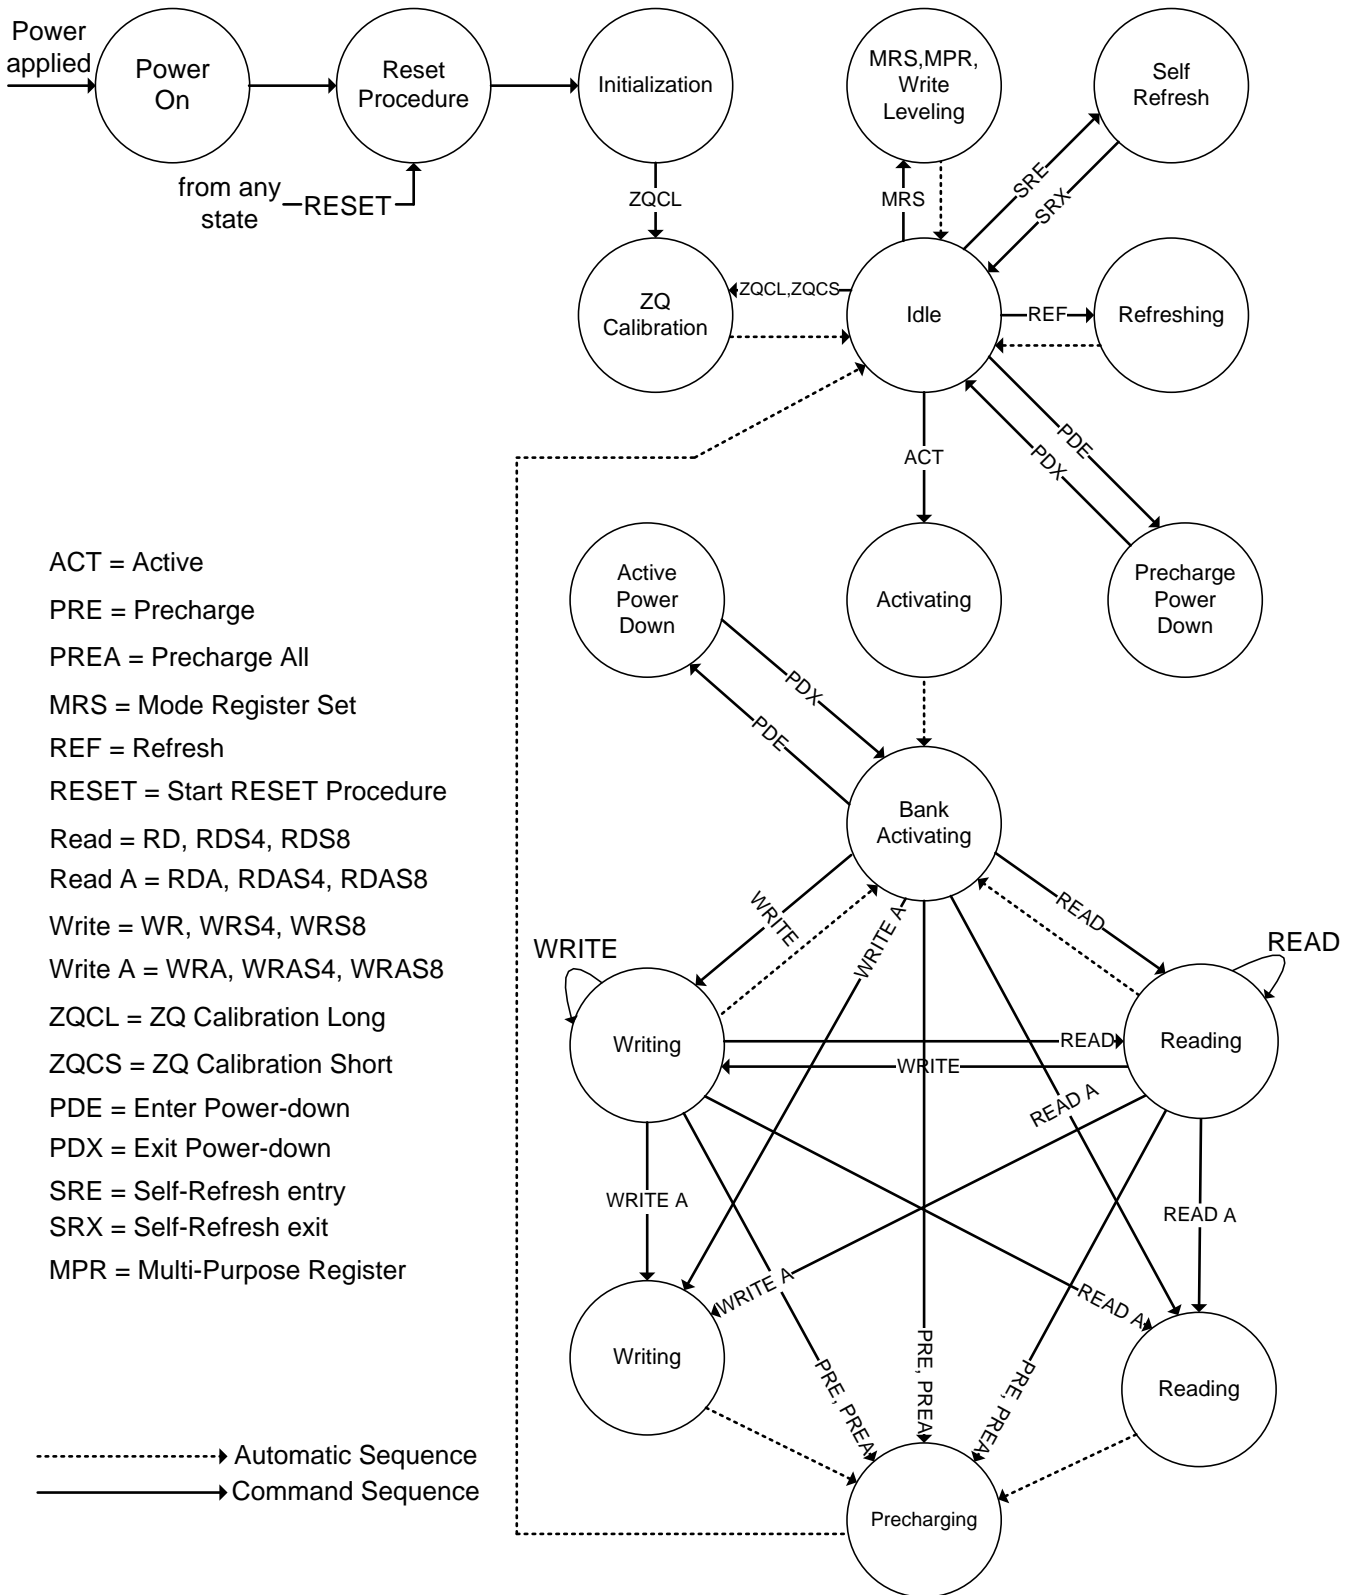 Power
applied
Power
On
Reset
Procedure
Initialization
MRS,MPR,
Write
Leveling
Self
Refresh
from any
state
RESET
ZQCL
MRS
SRE
SRX
ZQ
Calibration
ZQCL,ZQCS
Idle
REF
Refreshing
ACT
PDE
PDX
Active
Power
Down
Activating
Precharge
Power
Down
PDX
PDE
Bank
Activating
WRITE
WRITE A
READ
WRITE
READ
Writing
READ
WRITE
Reading
READ A
WRITE A
READ A
WRITE A
READ A
Writing
PRE, PREA
PRE, PREA
PRE, PREA
Reading
Precharging
ACT = Active
PRE = Precharge
PREA = Precharge All
MRS = Mode Register Set
REF = Refresh
RESET = Start RESET Procedure
Read = RD, RDS4, RDS8
Read A = RDA, RDAS4, RDAS8
Write = WR, WRS4, WRS8
Write A = WRA, WRAS4, WRAS8
ZQCL = ZQ Calibration Long
ZQCS = ZQ Calibration Short
PDE = Enter Power-down
PDX = Exit Power-down
SRE = Self-Refresh entry
SRX = Self-Refresh exit
MPR = Multi-Purpose Register
Automatic Sequence
Command Sequence